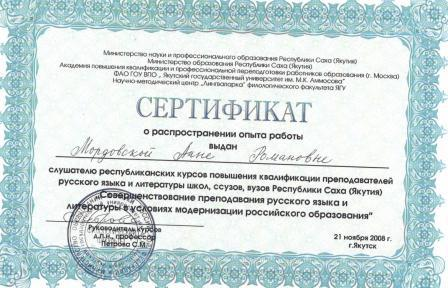 Министерство науки и профессионального образования Республики Саха (Якутия)
Министерство образования Республики Саха (Якутия)
Академия повышения квалификации и профессиональной переподготовки работников образования (г. Москва)
ФАО ГОУ ВПО „ Якутский государственный университет им. М.К. Аммосова”
Научно-методический центр „Лингвапарка” филологического факультета ЯГУ
СЕРТИФИКАТ
о распространении опыта работы
выдан
Мордовской Анне Романовне
слушателю республиканских курсов повышения квалификации преподавателей
русского языка и литературы школ, ссузов, вузов Республики Саха (Якутия)
"Совершенствование преподавания русского языка и
литературы в условиях модернизации российского образования"
Руководитель курсов
д.п.н., профессор
Петрова С.М.
21 ноября 2008 г.
г.Якутск